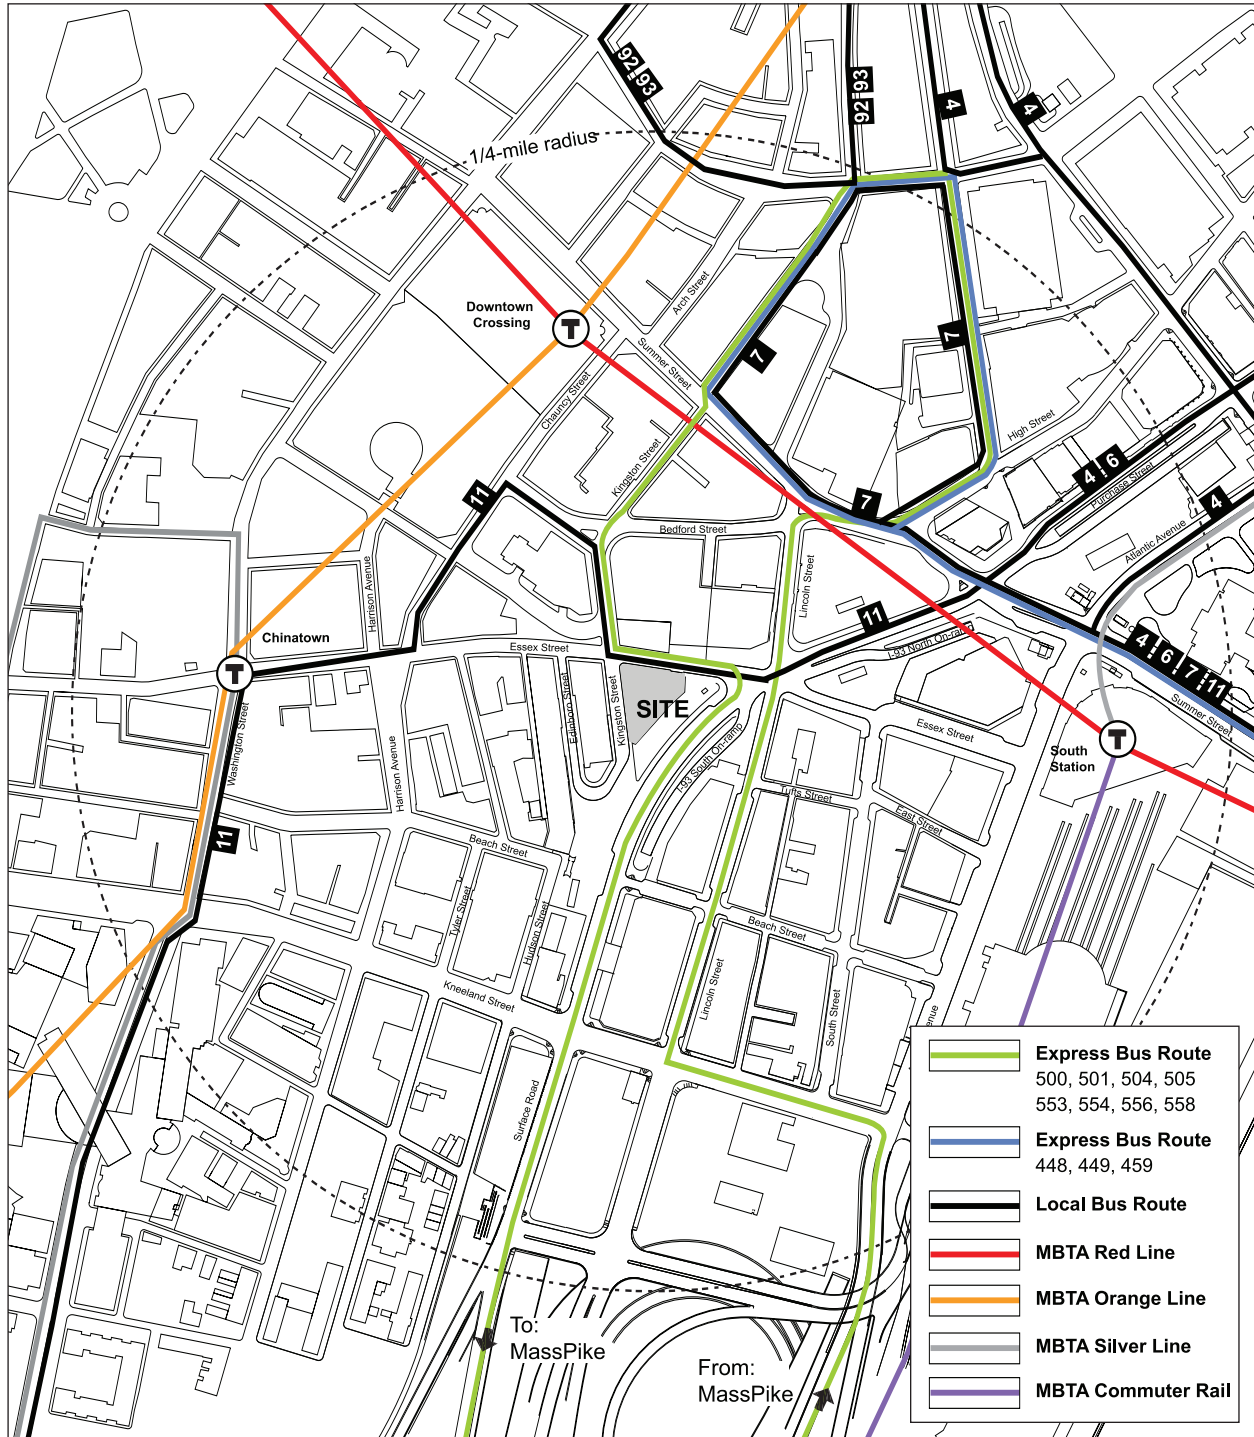 92
93
92
93
4
4
1/4-mile radius
Arch Street
Downtown
Crossing
T
Summer Street
7
7
Chauncy Street
High Street
Kingston Street
4
6
Purchase Street
11
7
4
Bedford Street
Atlantic Avenue
Harrison Avenue
Lincoln Street
Chinatown
11
Essex Street
I-93 North On-ramp
4
6
7
11
T
Edinboro Street
Kingston Street
SITE
Summer Street
Essex Street
T
South
Station
Washington Street
Harrison Avenue
I-93 South On-ramp
Tufts Street
East Street
11
Beach Street
Tyler Street
Hudson Street
Beach Street
Kneeland Street
Lincoln Street
South Street
Surface Road
To:
MassPike
From:
MassPike
Express Bus Route
500, 501, 504, 505
553, 554, 556, 558
Express Bus Route
448, 449, 459
Local Bus Route
MBTA Red Line
MBTA Orange Line
MBTA Silver Line
MBTA Commuter Rail